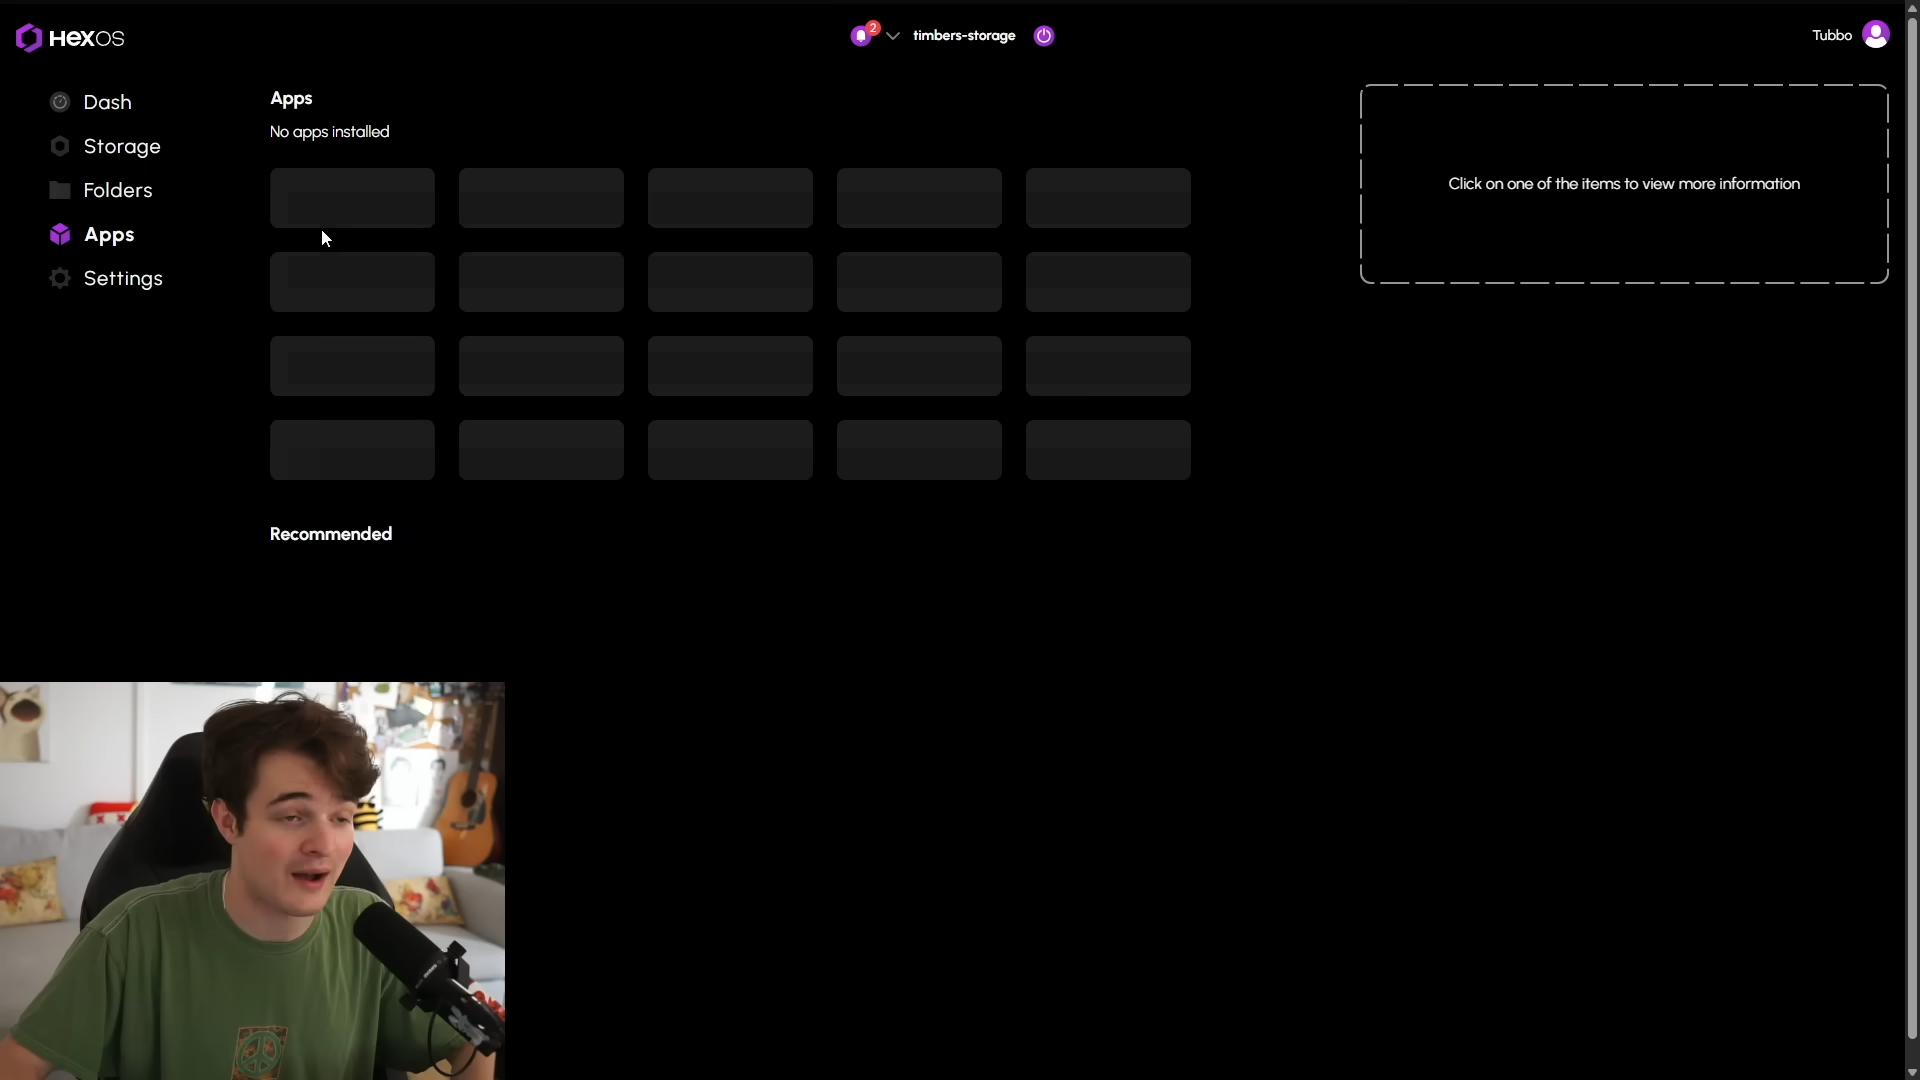 HEXOS
2
timbers-storage
Tubbo
Dash
Storage
Folders
Apps
Settings
Apps
No apps installed
Click on one of the items to view more information
Recommended